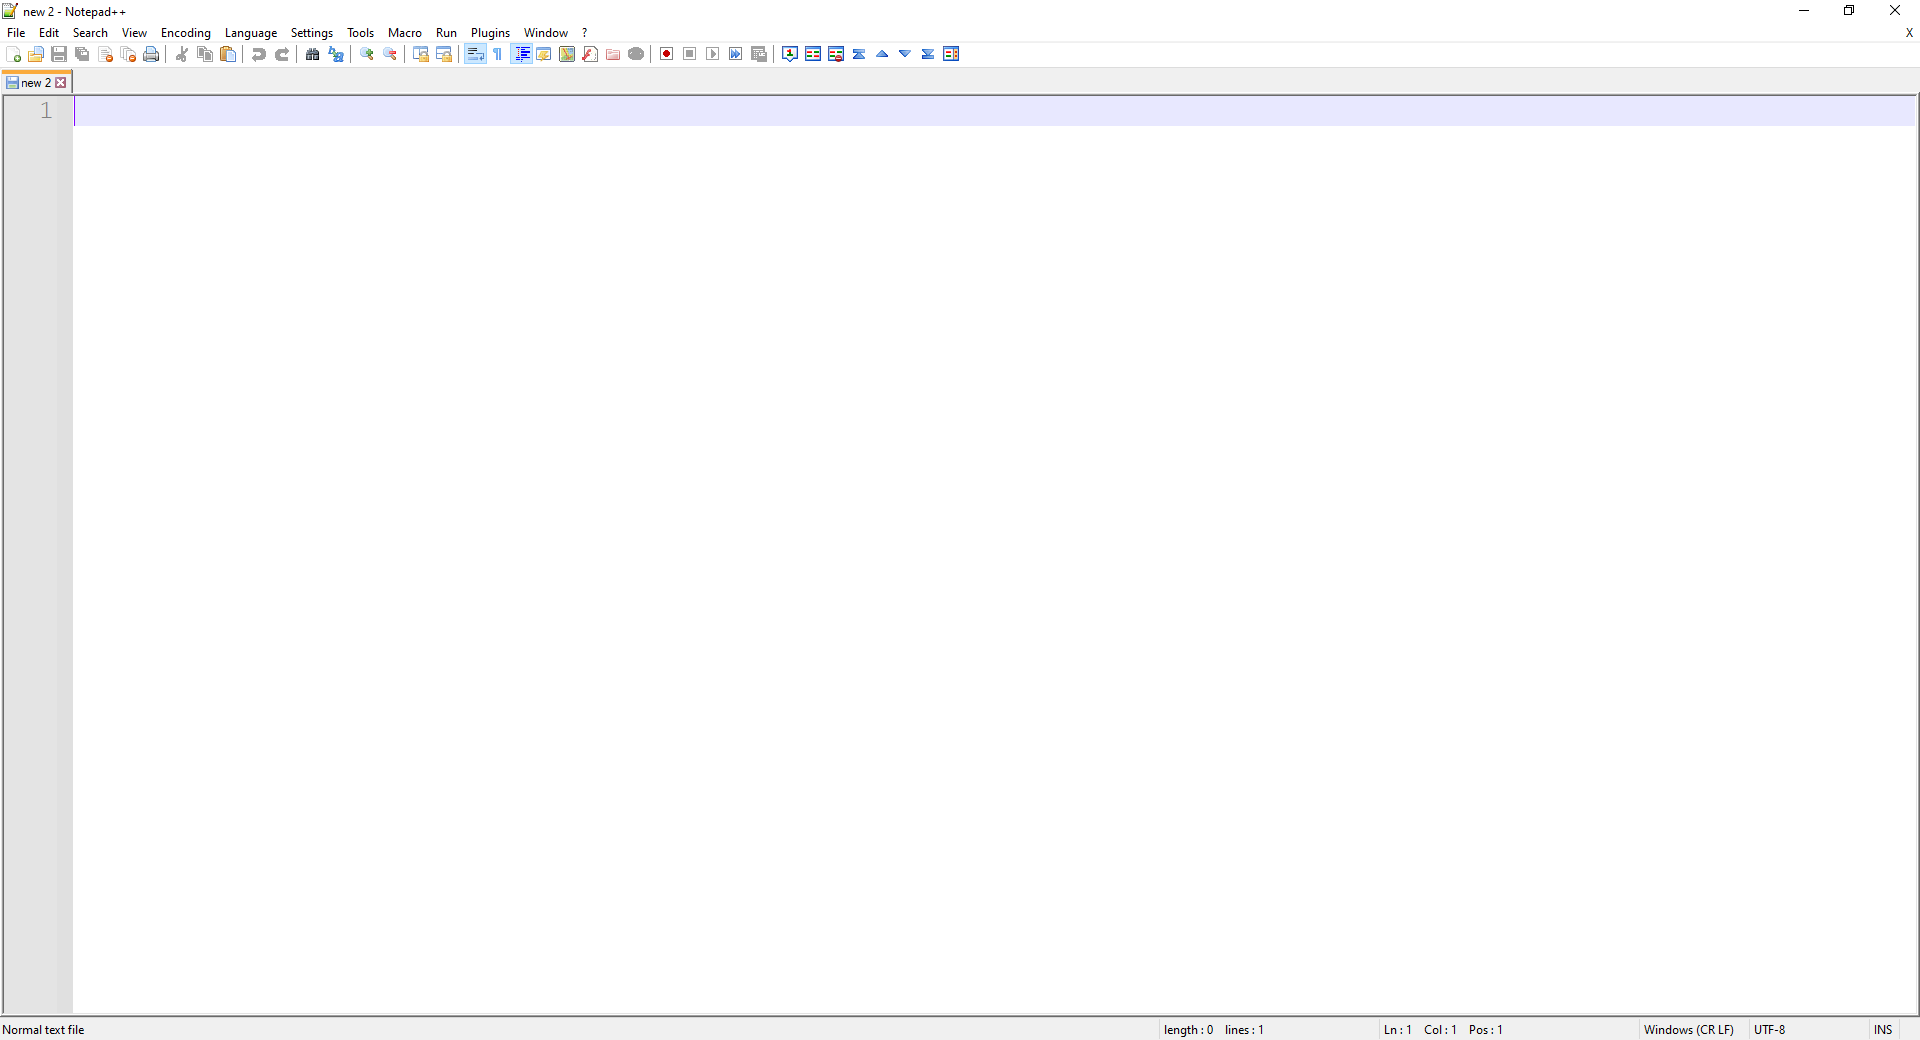 new 2 - Notepad++
File Edit Search View Encoding Language Settings Tools Macro Run Plugins Window ? X
new 2
1
Normal text file length : 0 lines : 1 Ln : 1 Col : 1 Pos : 1 Windows (CR LF) UTF-8 INS